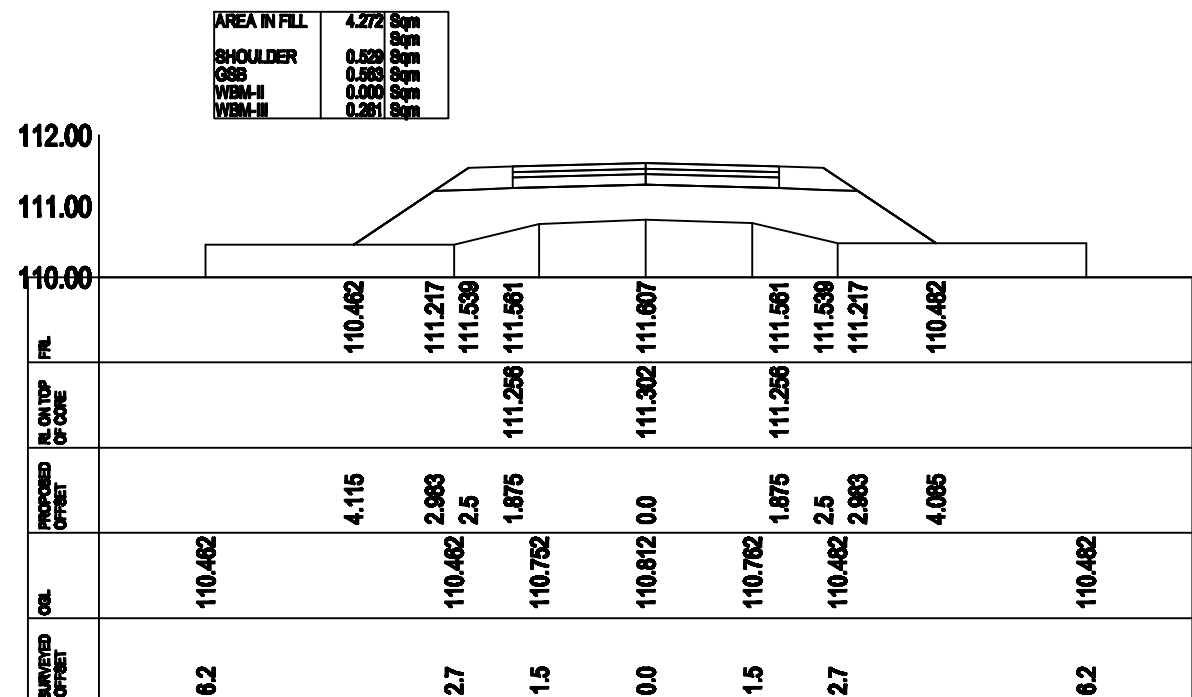 AREA IN FILL 4.272 Sqm
Sqm
SHOULDER 0.529 Sqm
GSB 0.563 Sqm
WBM-II 0.000 Sqm
WBM-III 0.281 Sqm
112.00
111.00
110.00
FRL 110.462 111.217 111.539 111.561 111.607 111.561 111.539 111.217 110.482
RL ON TOP
OF CORE
111.256 111.302 111.256
PROPOSED
OFFSET
4.115 2.983 2.5 1.875 0.0 1.875 2.5 2.983 4.085
OGL 110.462 110.462 110.752 110.812 110.762 110.482 110.482
SURVEYED
OFFSET
6.2 2.7 1.5 0.0 1.5 2.7 6.2